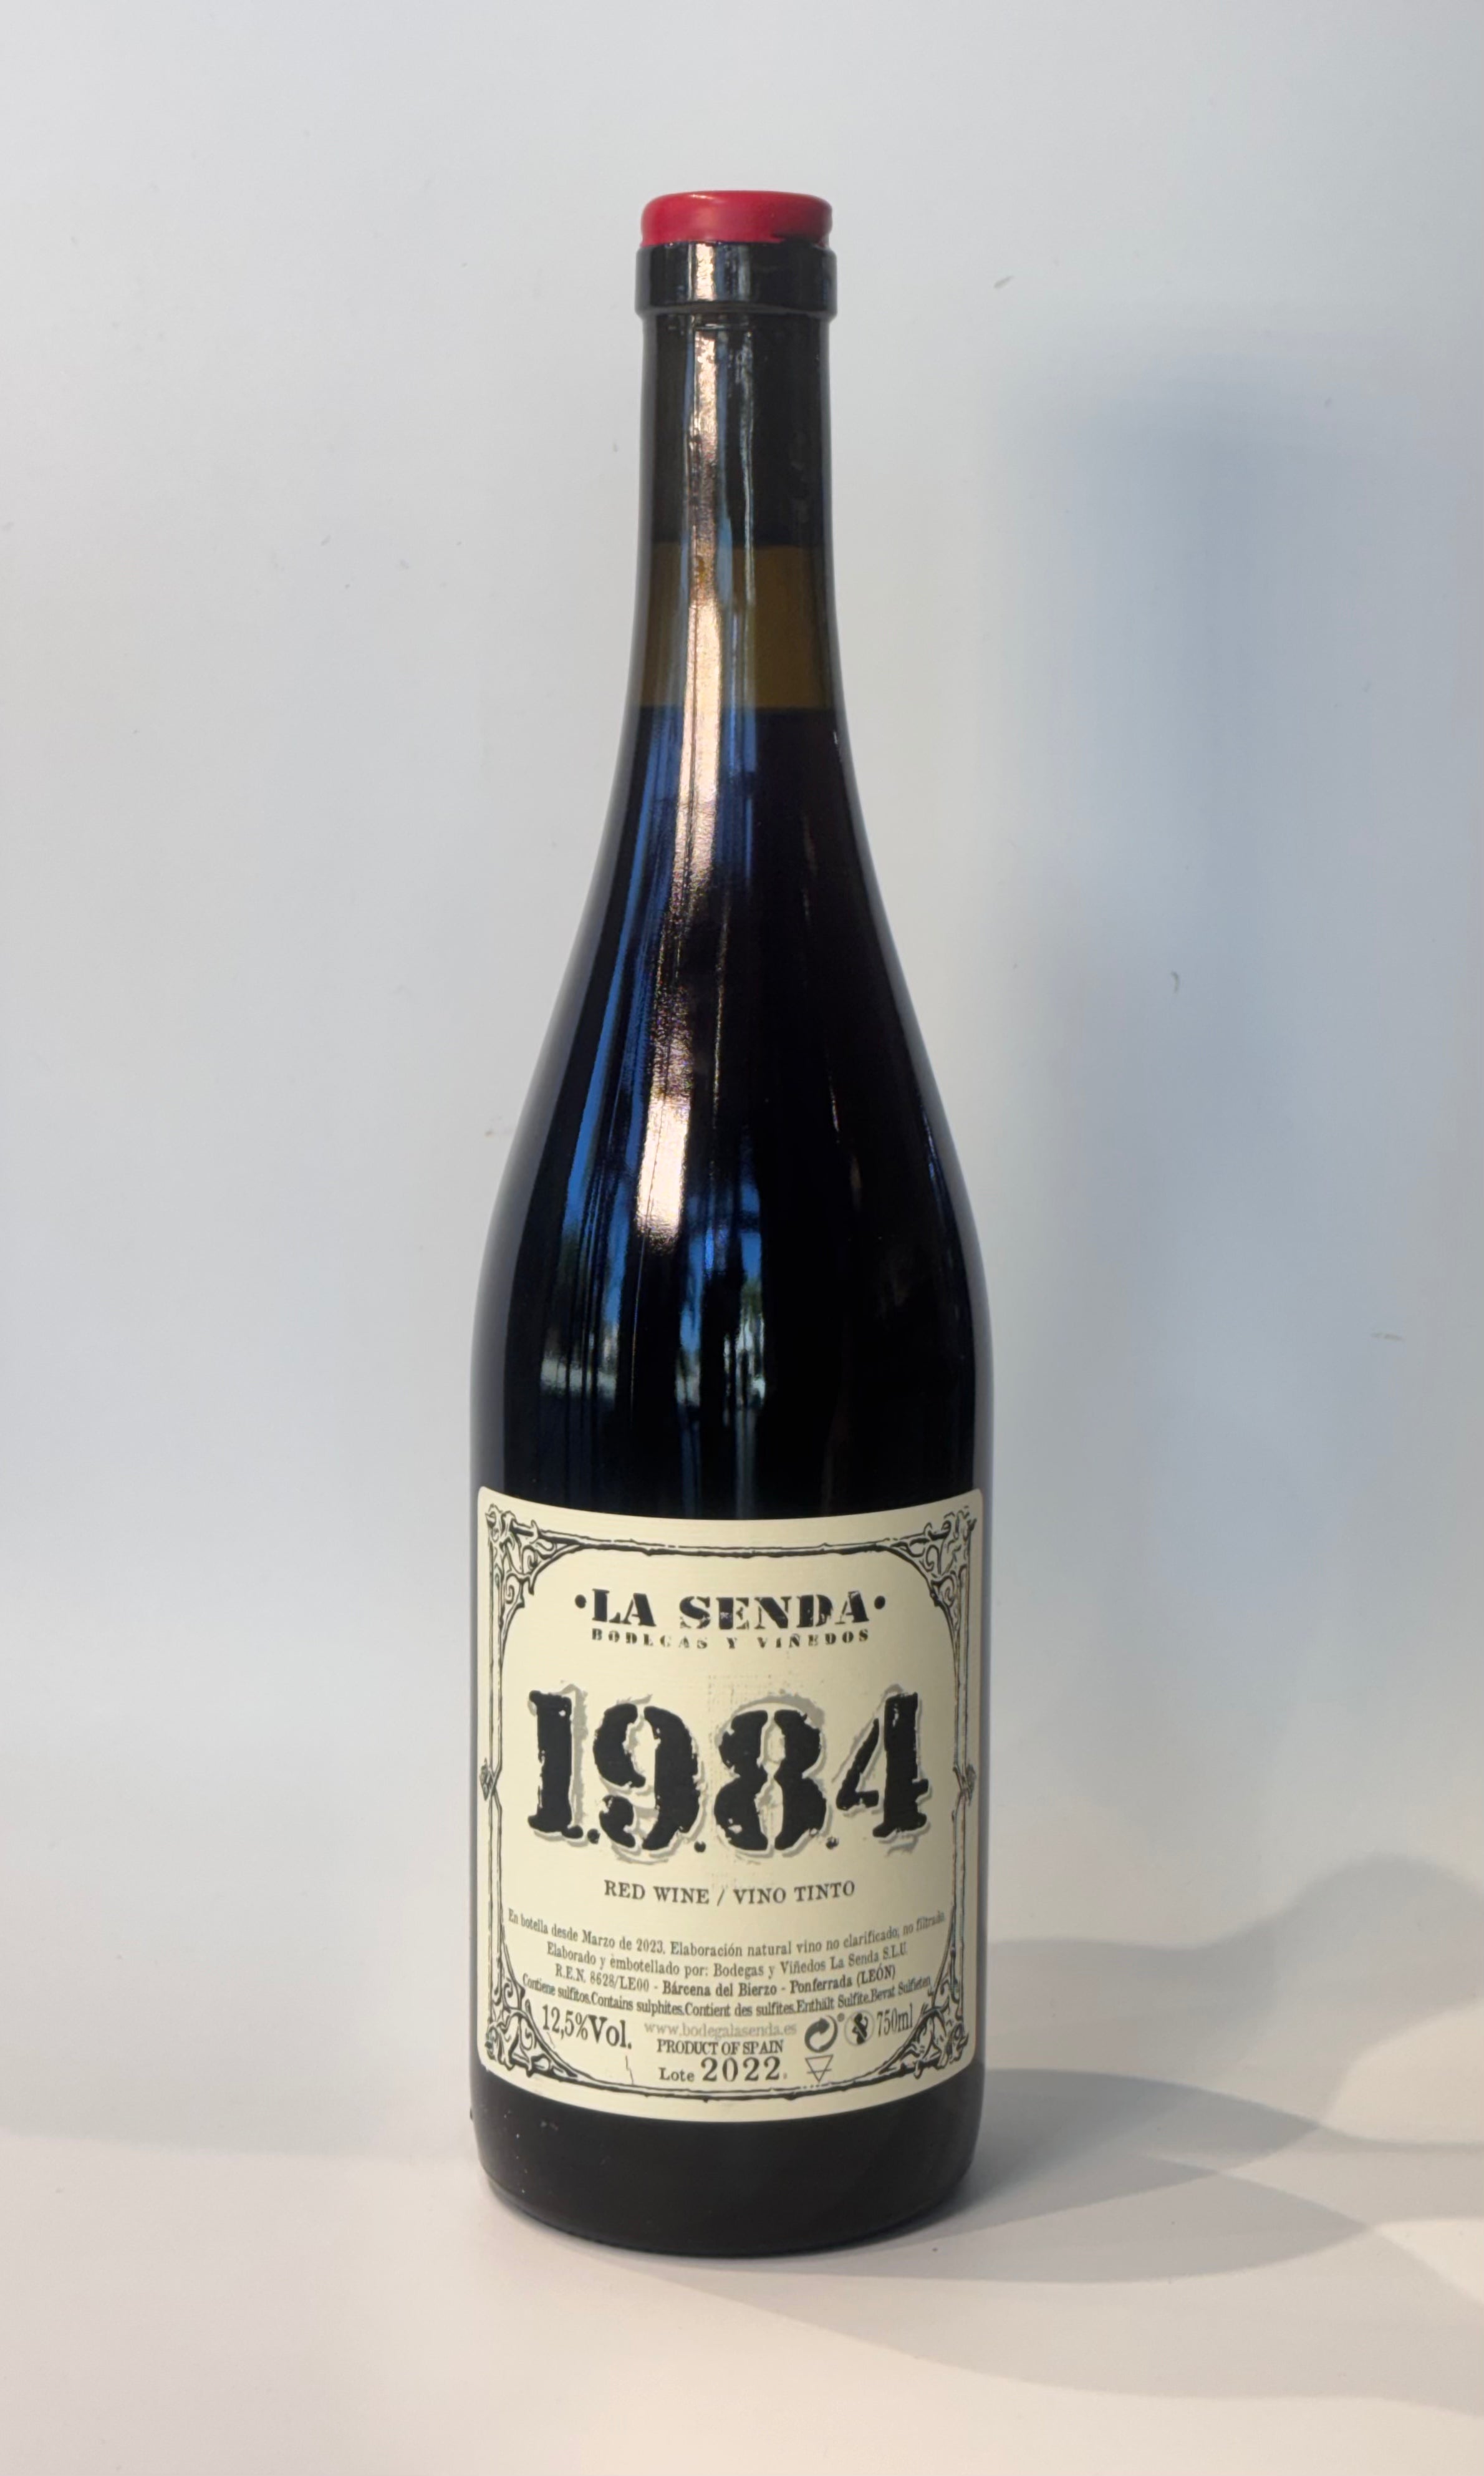 •LA SENDA•
BODEGAS Y VIÑEDOS
1.9.8.4
RED WINE / VINO TINTO
En botella desde Marzo de 2023. Elaboración natural vino no clarificado; no filtrado.
Elaborado y embotellado por: Bodegas y Viñedos La Senda S.L.U.
R.E.N. 8628/LE00 - Bárcena del Bierzo - Ponferrada (LEÓN)
Contiene sulfitos.Contains sulphites.Contient des sulfites.Enthält Sulfite.Bevat Sulfieten
12,5%Vol. www.bodegalasenda.es 750ml
PRODUCT OF SPAIN
Lote 2022.